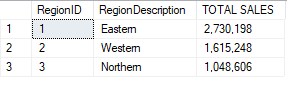 RegionID RegionDescription TOTAL SALES
1 1 Eastern 2,730,198
2 2 Western 1,615,248
3 3 Northern 1,048,606